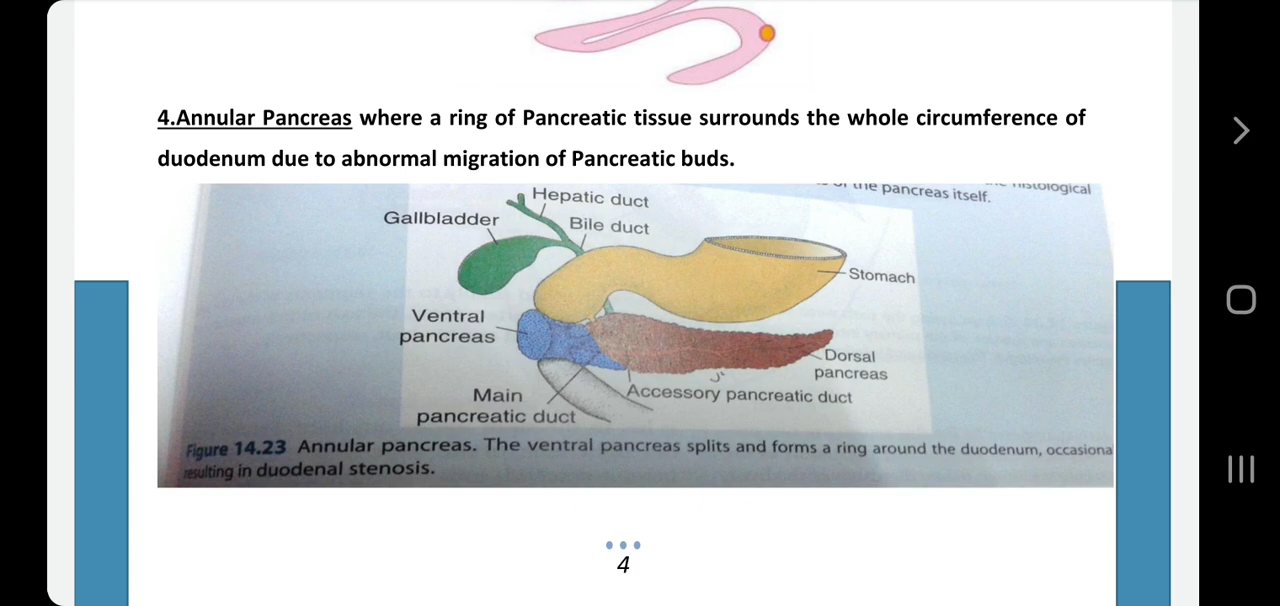 4.Annular Pancreas where a ring of Pancreatic tissue surrounds the whole circumference of
duodenum due to abnormal migration of Pancreatic buds.
the pancreas itself.
histological
Hepatic duct
Gallbladder
Bile duct
Stomach
Ventral
pancreas
Dorsal
pancreas
Accessory pancreatic duct
Main
pancreatic duct
Figure 14.23 Annular pancreas. The ventral pancreas splits and forms a ring around the duodenum, occasiona
resulting in duodenal stenosis.
4